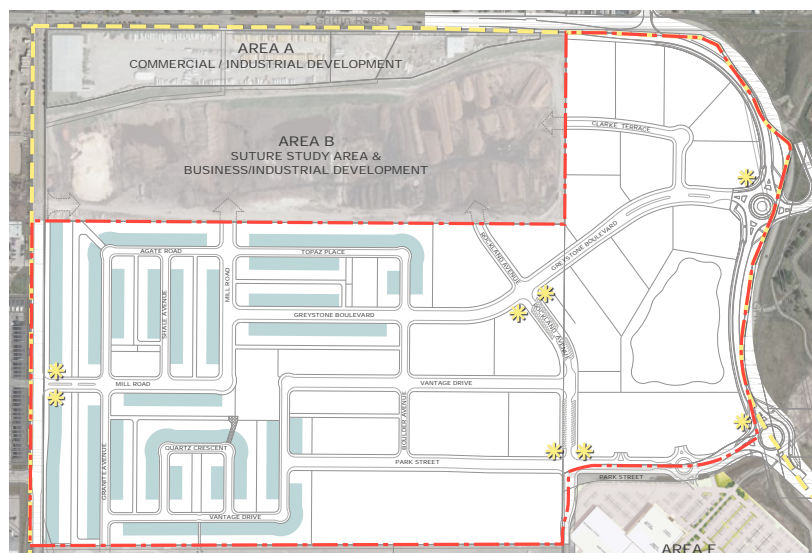 Griffin Road
AREA A
COMMERCIAL / INDUSTRIAL DEVELOPMENT
AREA B
SUTURE STUDY AREA &
BUSINESS/INDUSTRIAL DEVELOPMENT
CLARKE TERRACE
AGATE ROAD
TOPAZ PLACE
ROCKLAND AVENUE
GREYSTONE BOULEVARD
MILL ROAD
SHALE AVENUE
GREYSTONE BOULEVARD
ROCKLAND AVENUE
MILL ROAD
VANTAGE DRIVE
BOULDER AVENUE
GRANITE AVENUE
QUARTZ CRESCENT
PARK STREET
PARK STREET
VANTAGE DRIVE
AREA E